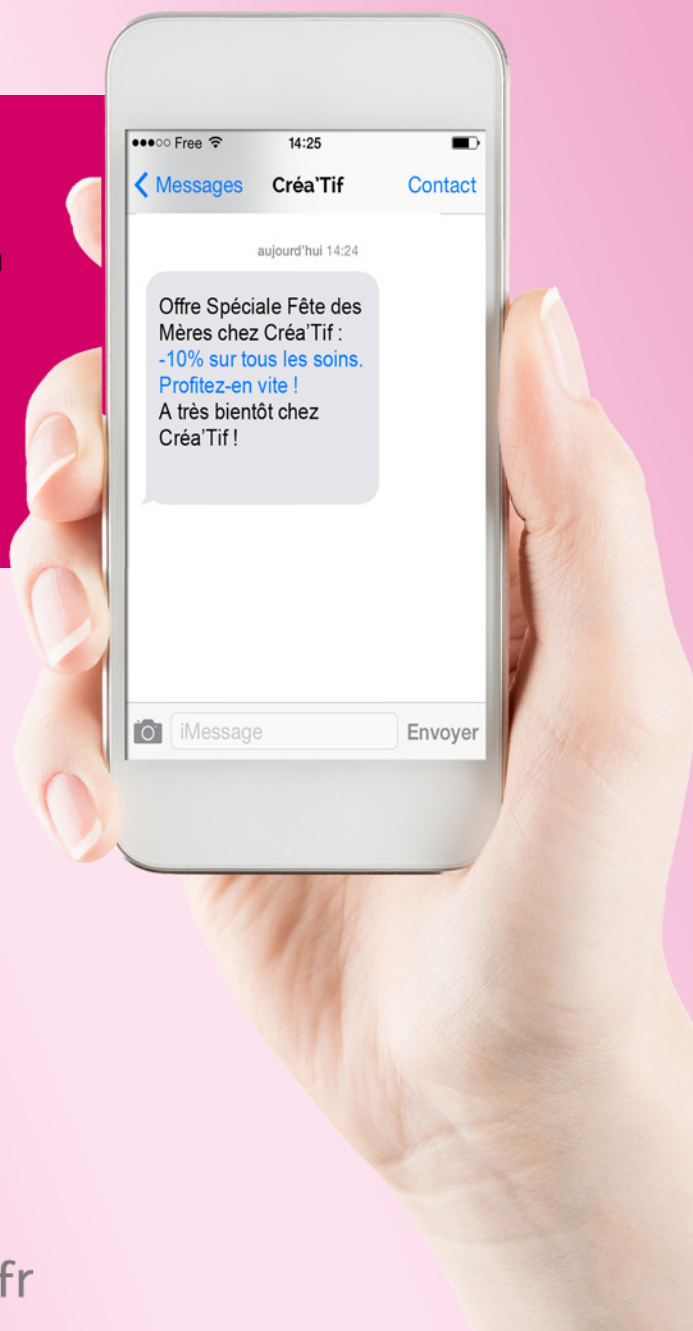 ●●●○○ Free 14:25
Messages Créa'Tif Contact
aujourd'hui 14:24
Offre Spéciale Fête des
Mères chez Créa'Tif :
-10% sur tous les soins.
Profitez-en vite !
A très bientôt chez
Créa'Tif !
iMessage Envoyer
fr